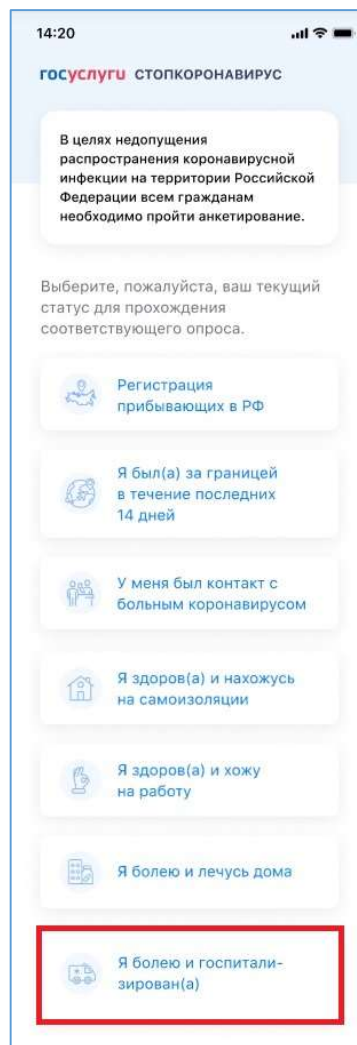 14:20
госуслуги СТОПКОРОНАВИРУС
В целях недопущения
распространения коронавирусной
инфекции на территории Российской
Федерации всем гражданам
необходимо пройти анкетирование.
Выберите, пожалуйста, ваш текущий
статус для прохождения
соответствующего опроса.
Регистрация
прибывающих в РФ
Я был(а) за границей
в течение последних
14 дней
У меня был контакт с
больным коронавирусом
Я здоров(а) и нахожусь
на самоизоляции
Я здоров(а) и хожу
на работу
Я болею и лечусь дома
Я болею и госпитали-
зирован(а)